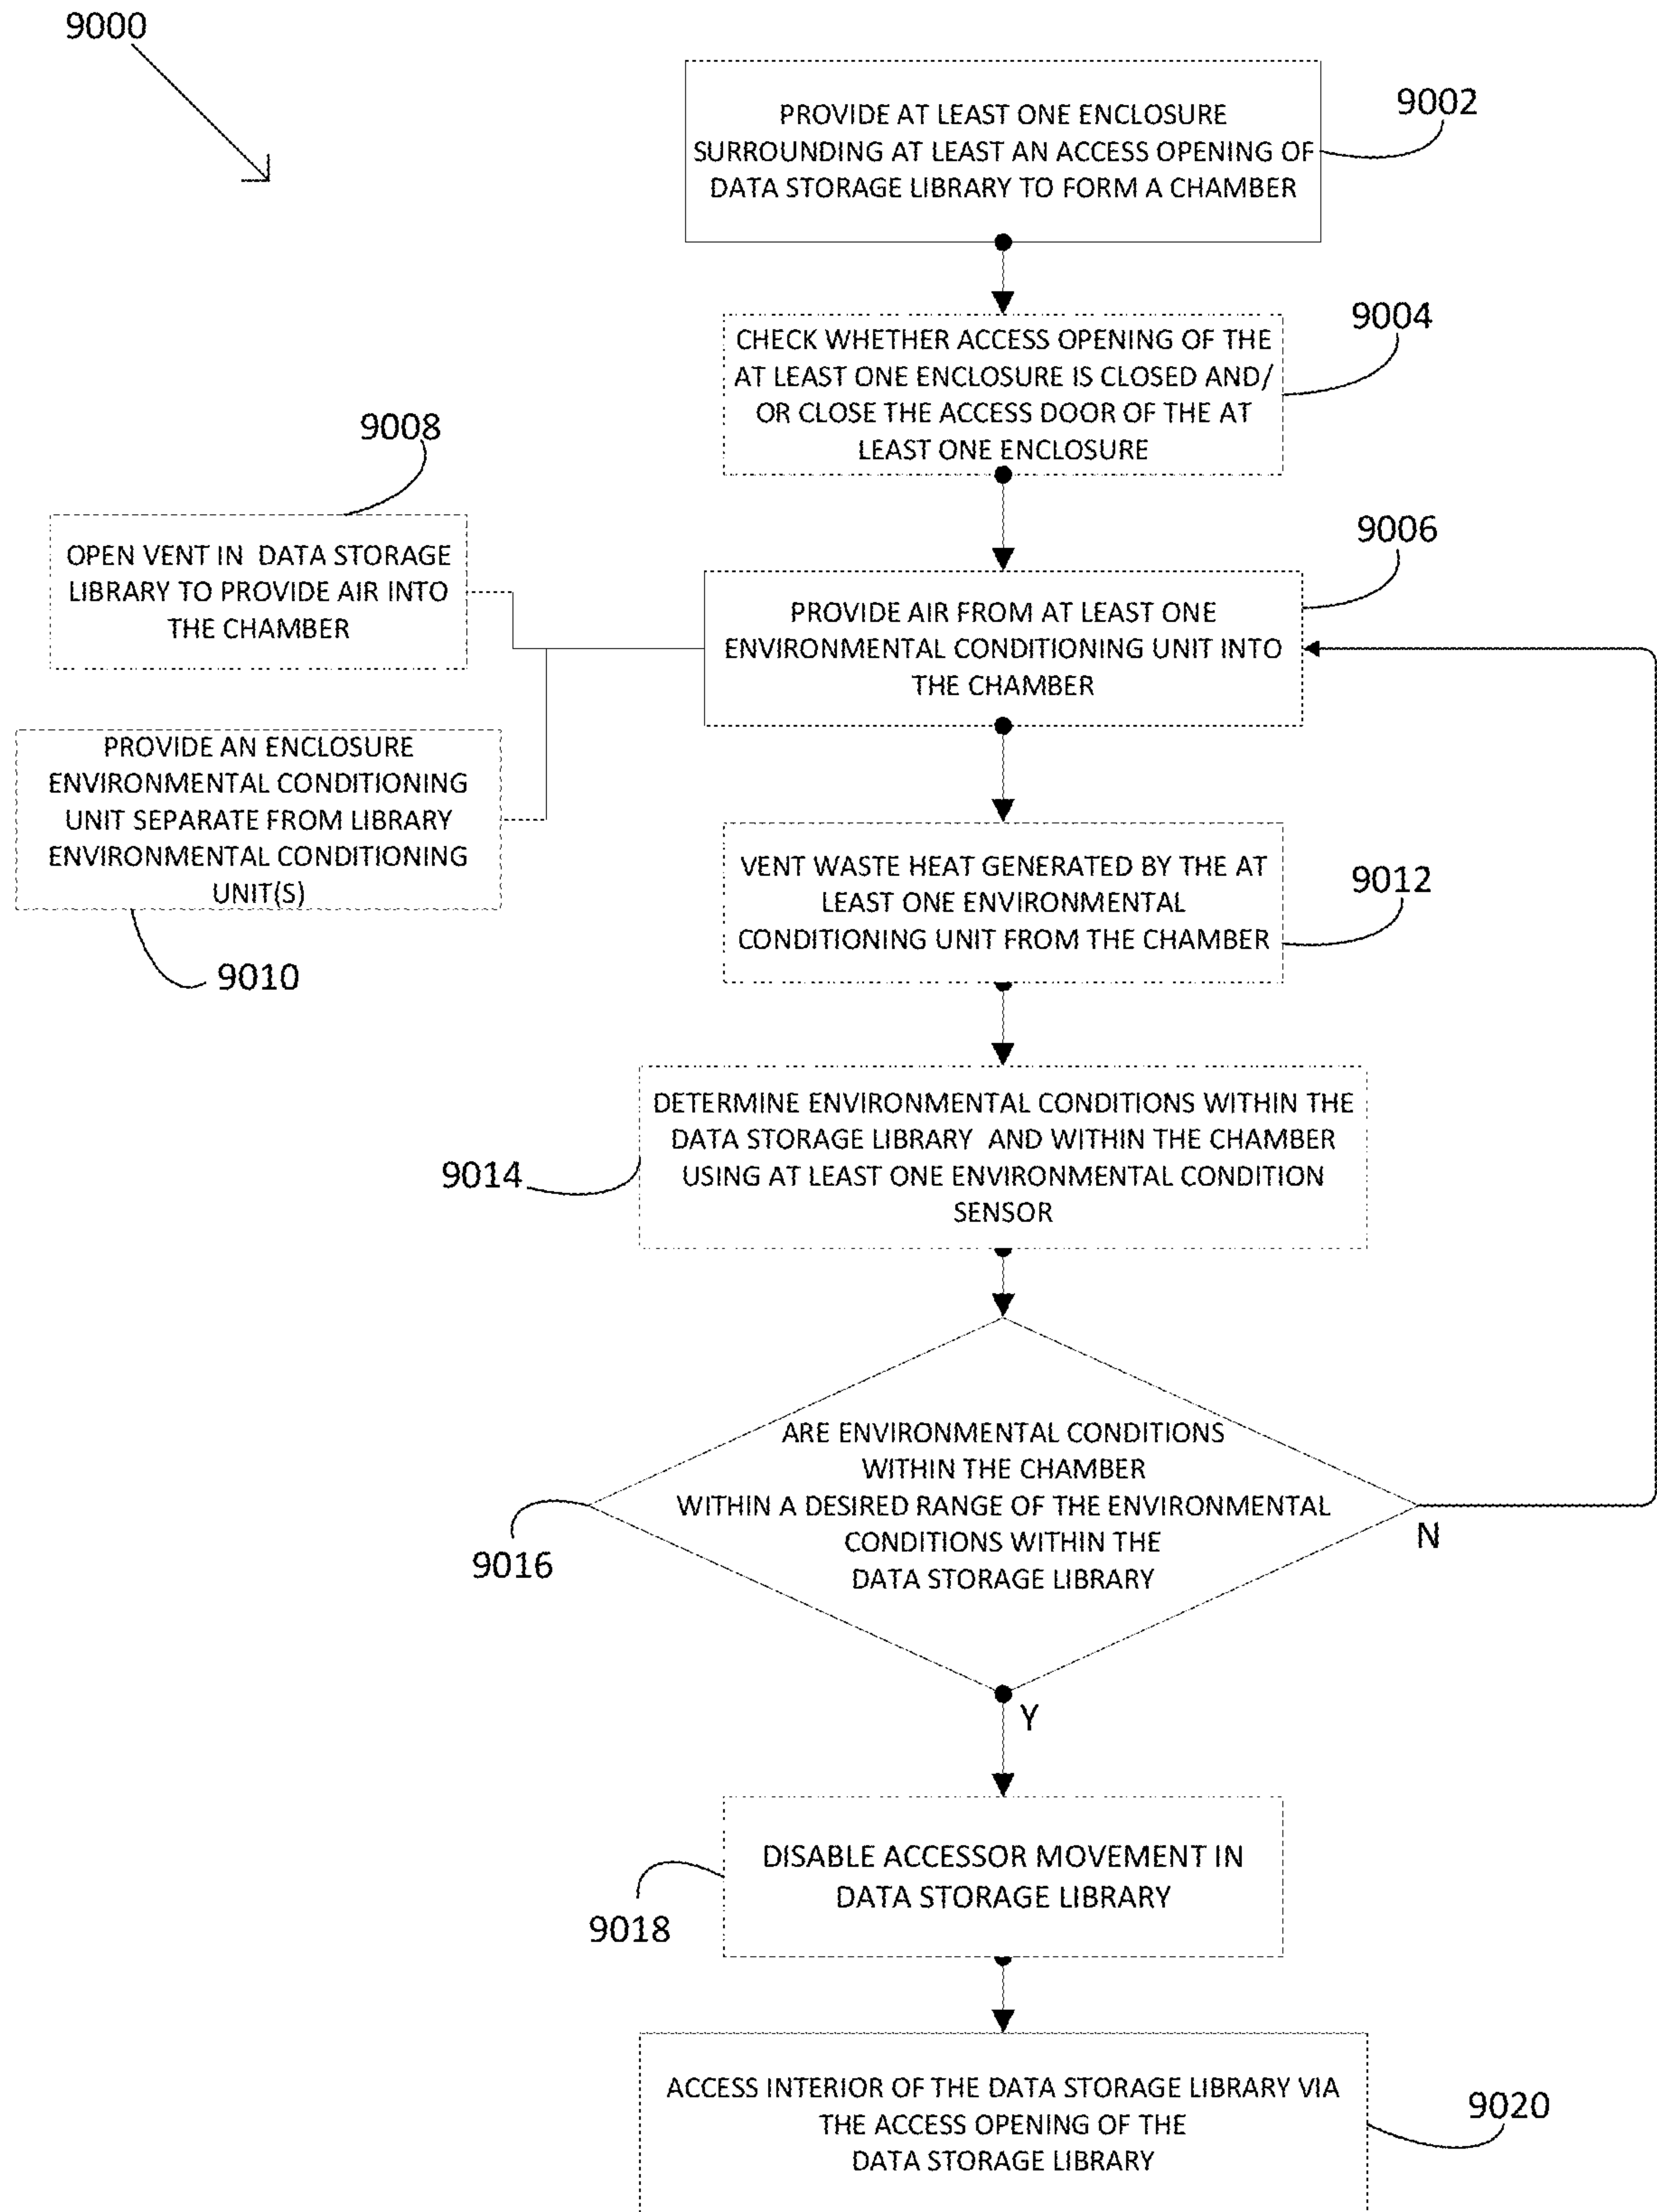 9000
PROVIDE AT LEAST ONE ENCLOSURE
SURROUNDING AT LEAST AN ACCESS OPENING OF
DATA STORAGE LIBRARY TO FORM A CHAMBER
9002
CHECK WHETHER ACCESS OPENING OF THE
AT LEAST ONE ENCLOSURE IS CLOSED AND/
OR CLOSE THE ACCESS DOOR OF THE AT
LEAST ONE ENCLOSURE
9004
9008
OPEN VENT IN DATA STORAGE
LIBRARY TO PROVIDE AIR INTO
THE CHAMBER
PROVIDE AIR FROM AT LEAST ONE
ENVIRONMENTAL CONDITIONING UNIT INTO
THE CHAMBER
9006
PROVIDE AN ENCLOSURE
ENVIRONMENTAL CONDITIONING
UNIT SEPARATE FROM LIBRARY
ENVIRONMENTAL CONDITIONING
UNIT(S)
9010
VENT WASTE HEAT GENERATED BY THE AT
LEAST ONE ENVIRONMENTAL
CONDITIONING UNIT FROM THE CHAMBER
9012
DETERMINE ENVIRONMENTAL CONDITIONS WITHIN THE
DATA STORAGE LIBRARY AND WITHIN THE CHAMBER
USING AT LEAST ONE ENVIRONMENTAL CONDITION
SENSOR
9014
ARE ENVIRONMENTAL CONDITIONS
WITHIN THE CHAMBER
WITHIN A DESIRED RANGE OF THE ENVIRONMENTAL
CONDITIONS WITHIN THE
DATA STORAGE LIBRARY
9016
N
Y
DISABLE ACCESSOR MOVEMENT IN
DATA STORAGE LIBRARY
9018
ACCESS INTERIOR OF THE DATA STORAGE LIBRARY VIA
THE ACCESS OPENING OF THE
DATA STORAGE LIBRARY
9020